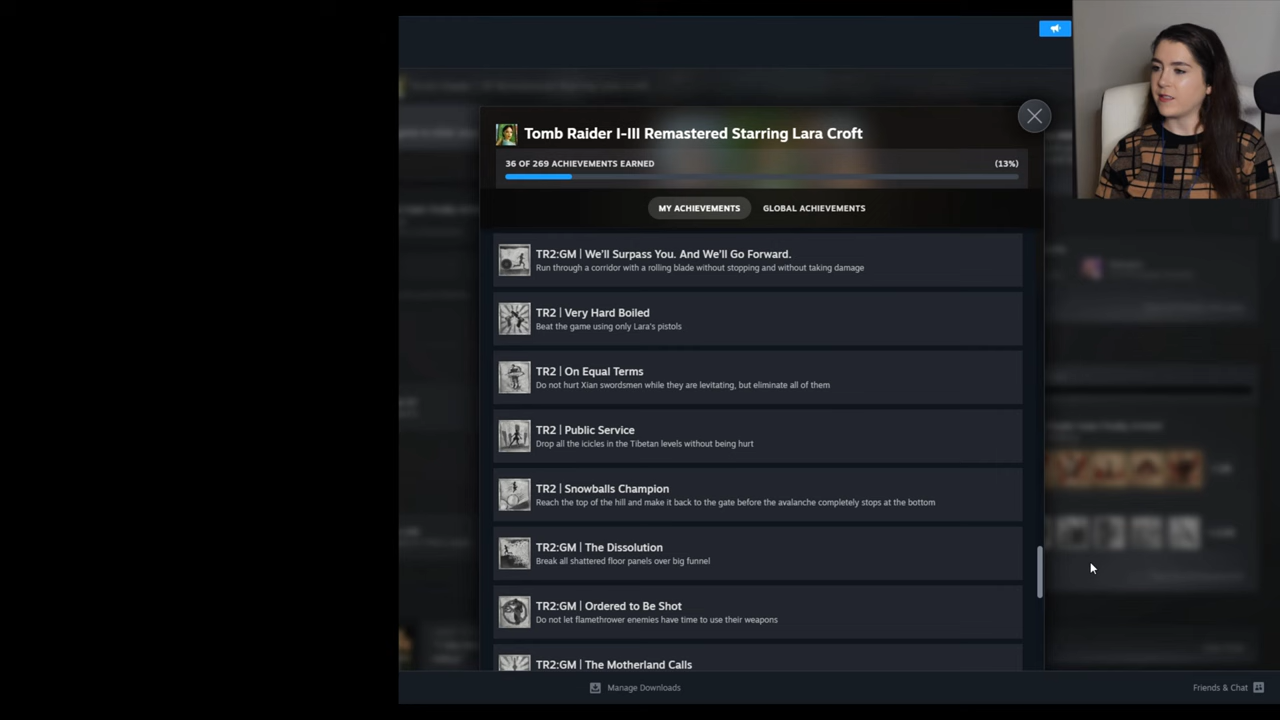 Tomb Raider I-III Remastered Starring Lara Croft
36 OF 269 ACHIEVEMENTS EARNED (13%)
MY ACHIEVEMENTS GLOBAL ACHIEVEMENTS
TR2:GM | We'll Surpass You. And We'll Go Forward.
Run through a corridor with a rolling blade without stopping and without taking damage
TR2 | Very Hard Boiled
Beat the game using only Lara's pistols
TR2 | On Equal Terms
Do not hurt Xian swordsmen while they are levitating, but eliminate all of them
TR2 | Public Service
Drop all the icicles in the Tibetan levels without being hurt
TR2 | Snowballs Champion
Reach the top of the hill and make it back to the gate before the avalanche completely stops at the bottom
TR2:GM | The Dissolution
Break all shattered floor panels over big funnel
TR2:GM | Ordered to Be Shot
Do not let flamethrower enemies have time to use their weapons
TR2:GM | The Motherland Calls
Manage Downloads
Friends & Chat